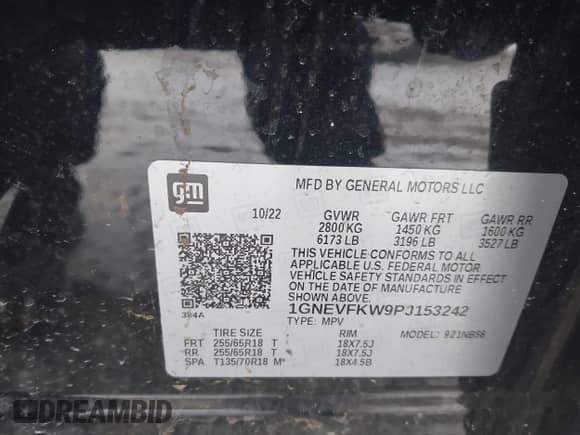 gm
MFD BY GENERAL MOTORS LLC
10/22 GVWR GAWR FRT GAWR RR
2800 KG 1450 KG 1600 KG
6173 LB 3196 LB 3527 LB
THIS VEHICLE CONFORMS TO ALL
APPLICABLE U.S. FEDERAL MOTOR
VEHICLE SAFETY STANDARDS IN EFFECT
ON THE DATE OF MANUFACTURE
SHOWN ABOVE.
384A
1GNEVFKW9PJ153242
TYPE: MPV MODEL: 921NB56
TIRE SIZE RIM
FRT 255/65R18 T 18X7.5J
RR 255/65R18 T 18X7.5J
SPA T135/70R18 M* 18X4.5B
DREAMBID